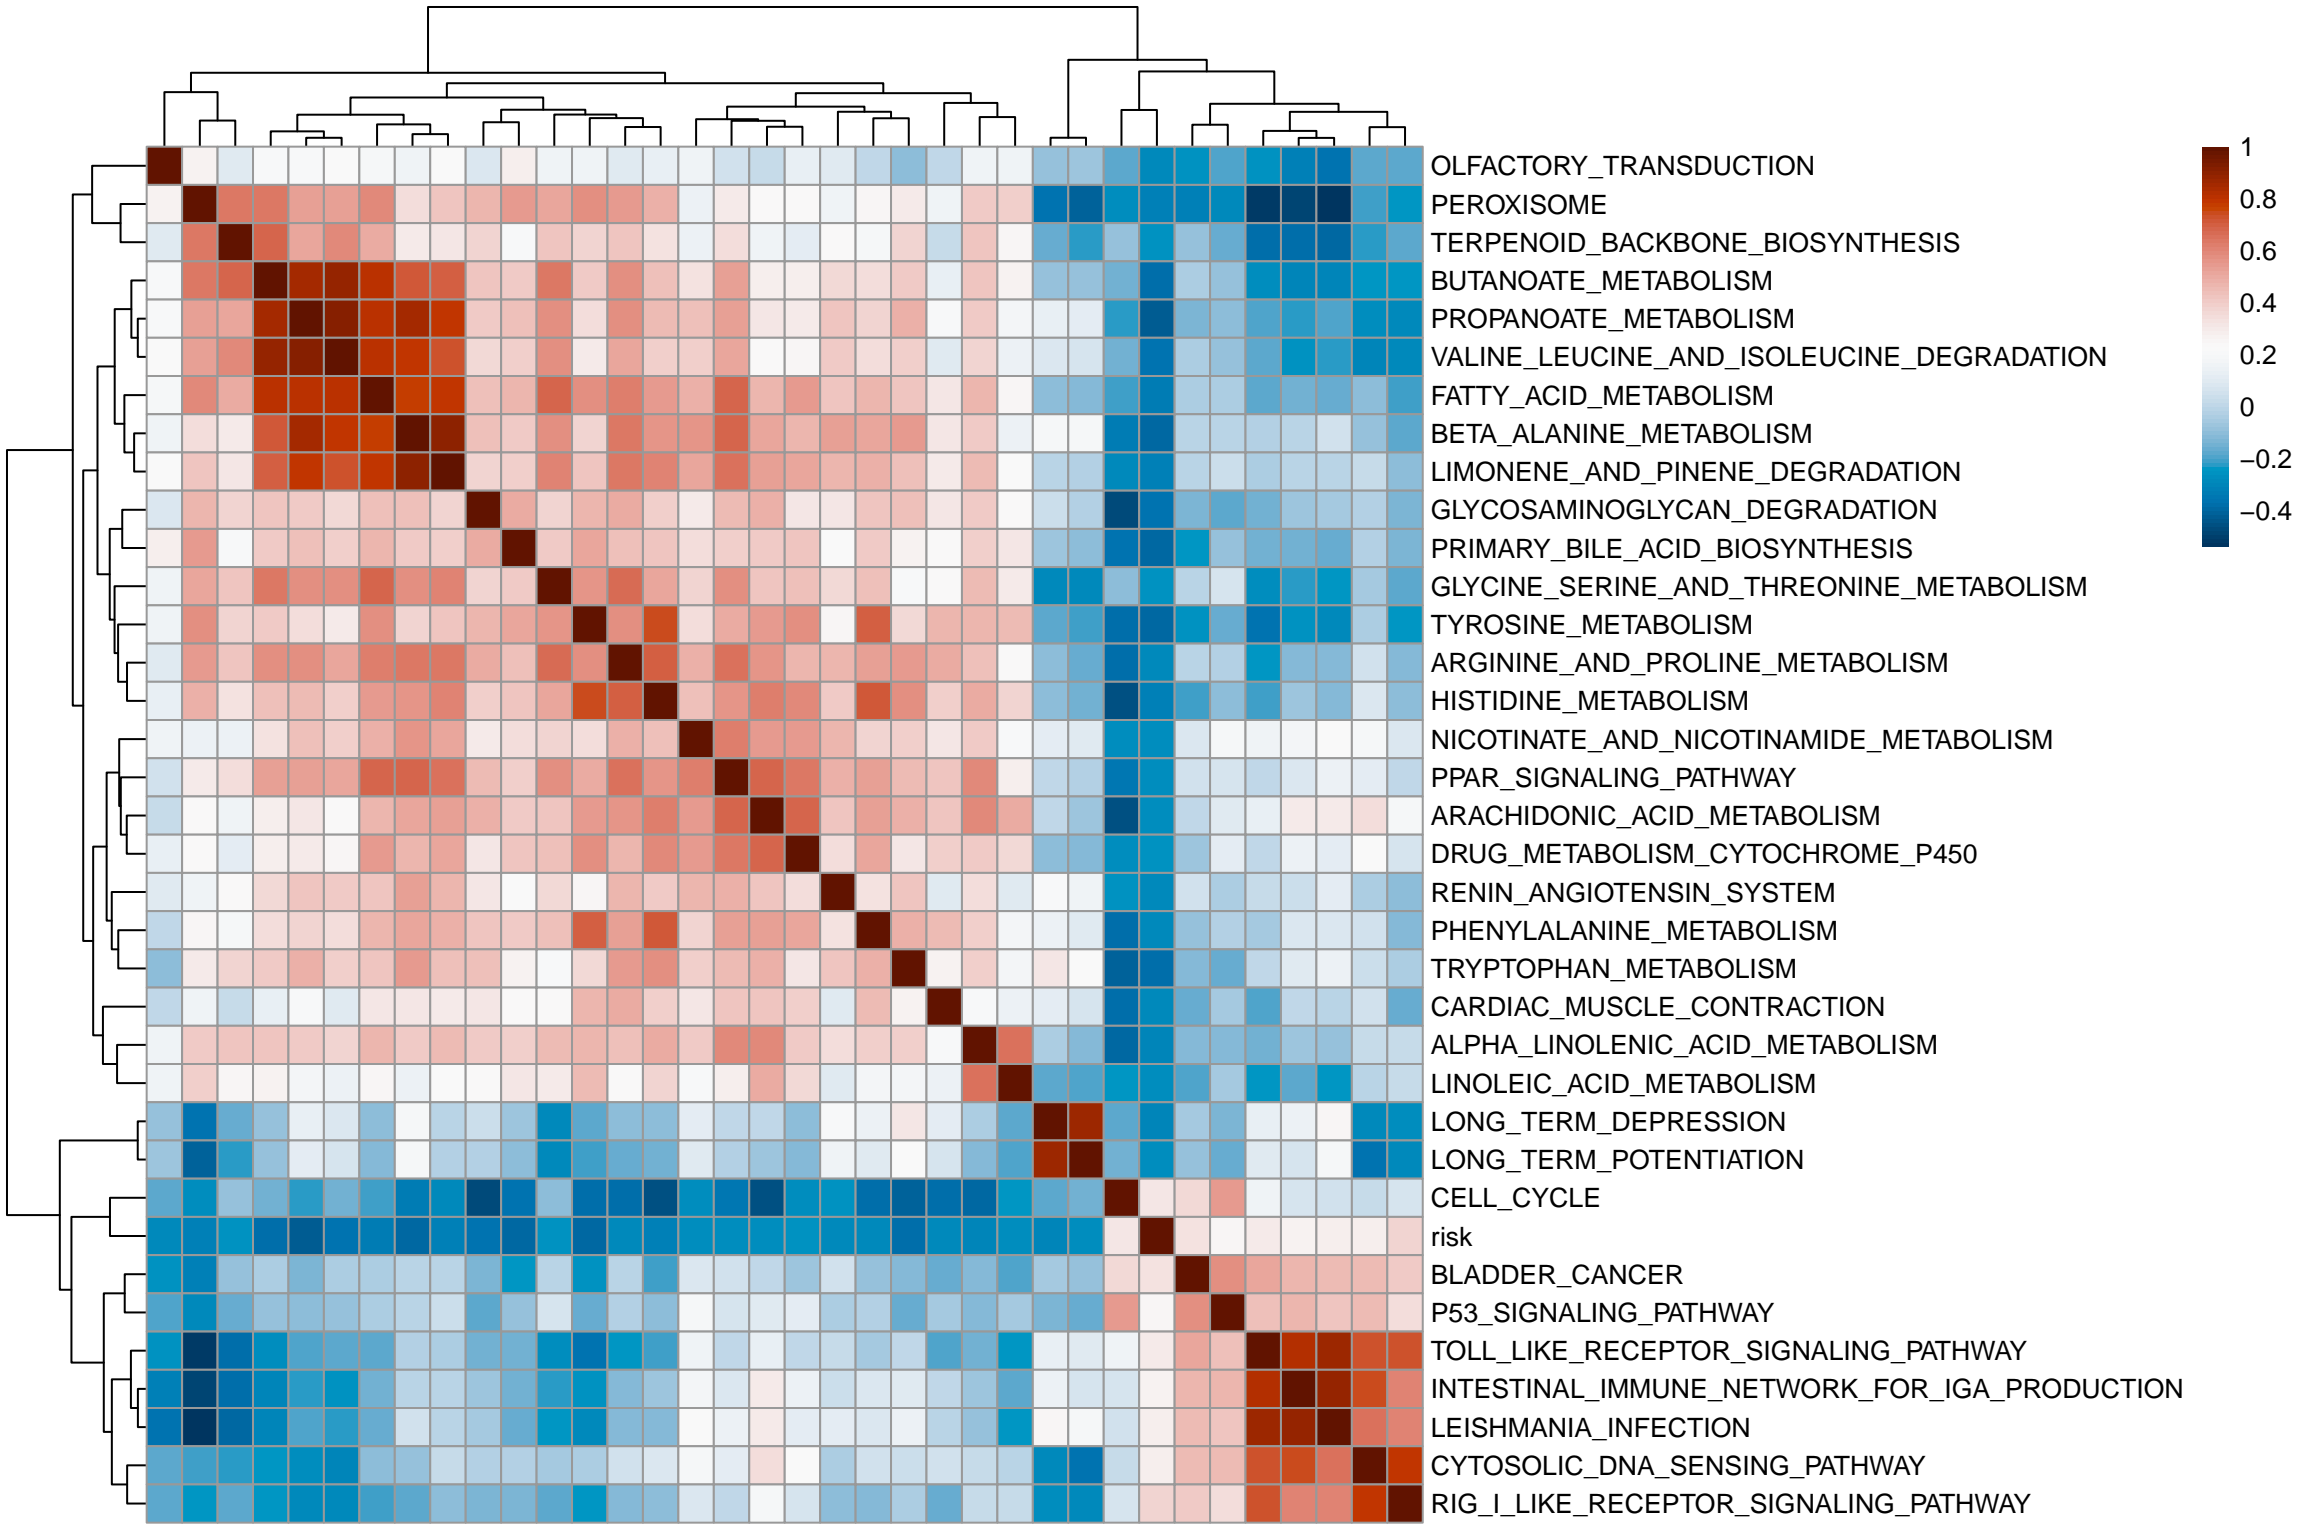 OLFACTORY_TRANSDUCTION
PEROXISOME
TERPENOID_BACKBONE_BIOSYNTHESIS
BUTANOATE_METABOLISM
PROPANOATE_METABOLISM
VALINE_LEUCINE_AND_ISOLEUCINE_DEGRADATION
FATTY_ACID_METABOLISM
BETA_ALANINE_METABOLISM
LIMONENE_AND_PINENE_DEGRADATION
GLYCOSAMINOGLYCAN_DEGRADATION
PRIMARY_BILE_ACID_BIOSYNTHESIS
GLYCINE_SERINE_AND_THREONINE_METABOLISM
TYROSINE_METABOLISM
ARGININE_AND_PROLINE_METABOLISM
HISTIDINE_METABOLISM
NICOTINATE_AND_NICOTINAMIDE_METABOLISM
PPAR_SIGNALING_PATHWAY
ARACHIDONIC_ACID_METABOLISM
DRUG_METABOLISM_CYTOCHROME_P450
RENIN_ANGIOTENSIN_SYSTEM
PHENYLALANINE_METABOLISM
TRYPTOPHAN_METABOLISM
CARDIAC_MUSCLE_CONTRACTION
ALPHA_LINOLENIC_ACID_METABOLISM
LINOLEIC_ACID_METABOLISM
LONG_TERM_DEPRESSION
LONG_TERM_POTENTIATION
CELL_CYCLE
risk
BLADDER_CANCER
P53_SIGNALING_PATHWAY
TOLL_LIKE_RECEPTOR_SIGNALING_PATHWAY
INTESTINAL_IMMUNE_NETWORK_FOR_IGA_PRODUCTION
LEISHMANIA_INFECTION
CYTOSOLIC_DNA_SENSING_PATHWAY
RIG_I_LIKE_RECEPTOR_SIGNALING_PATHWAY
1
0.8
0.6
0.4
0.2
0
−0.2
−0.4